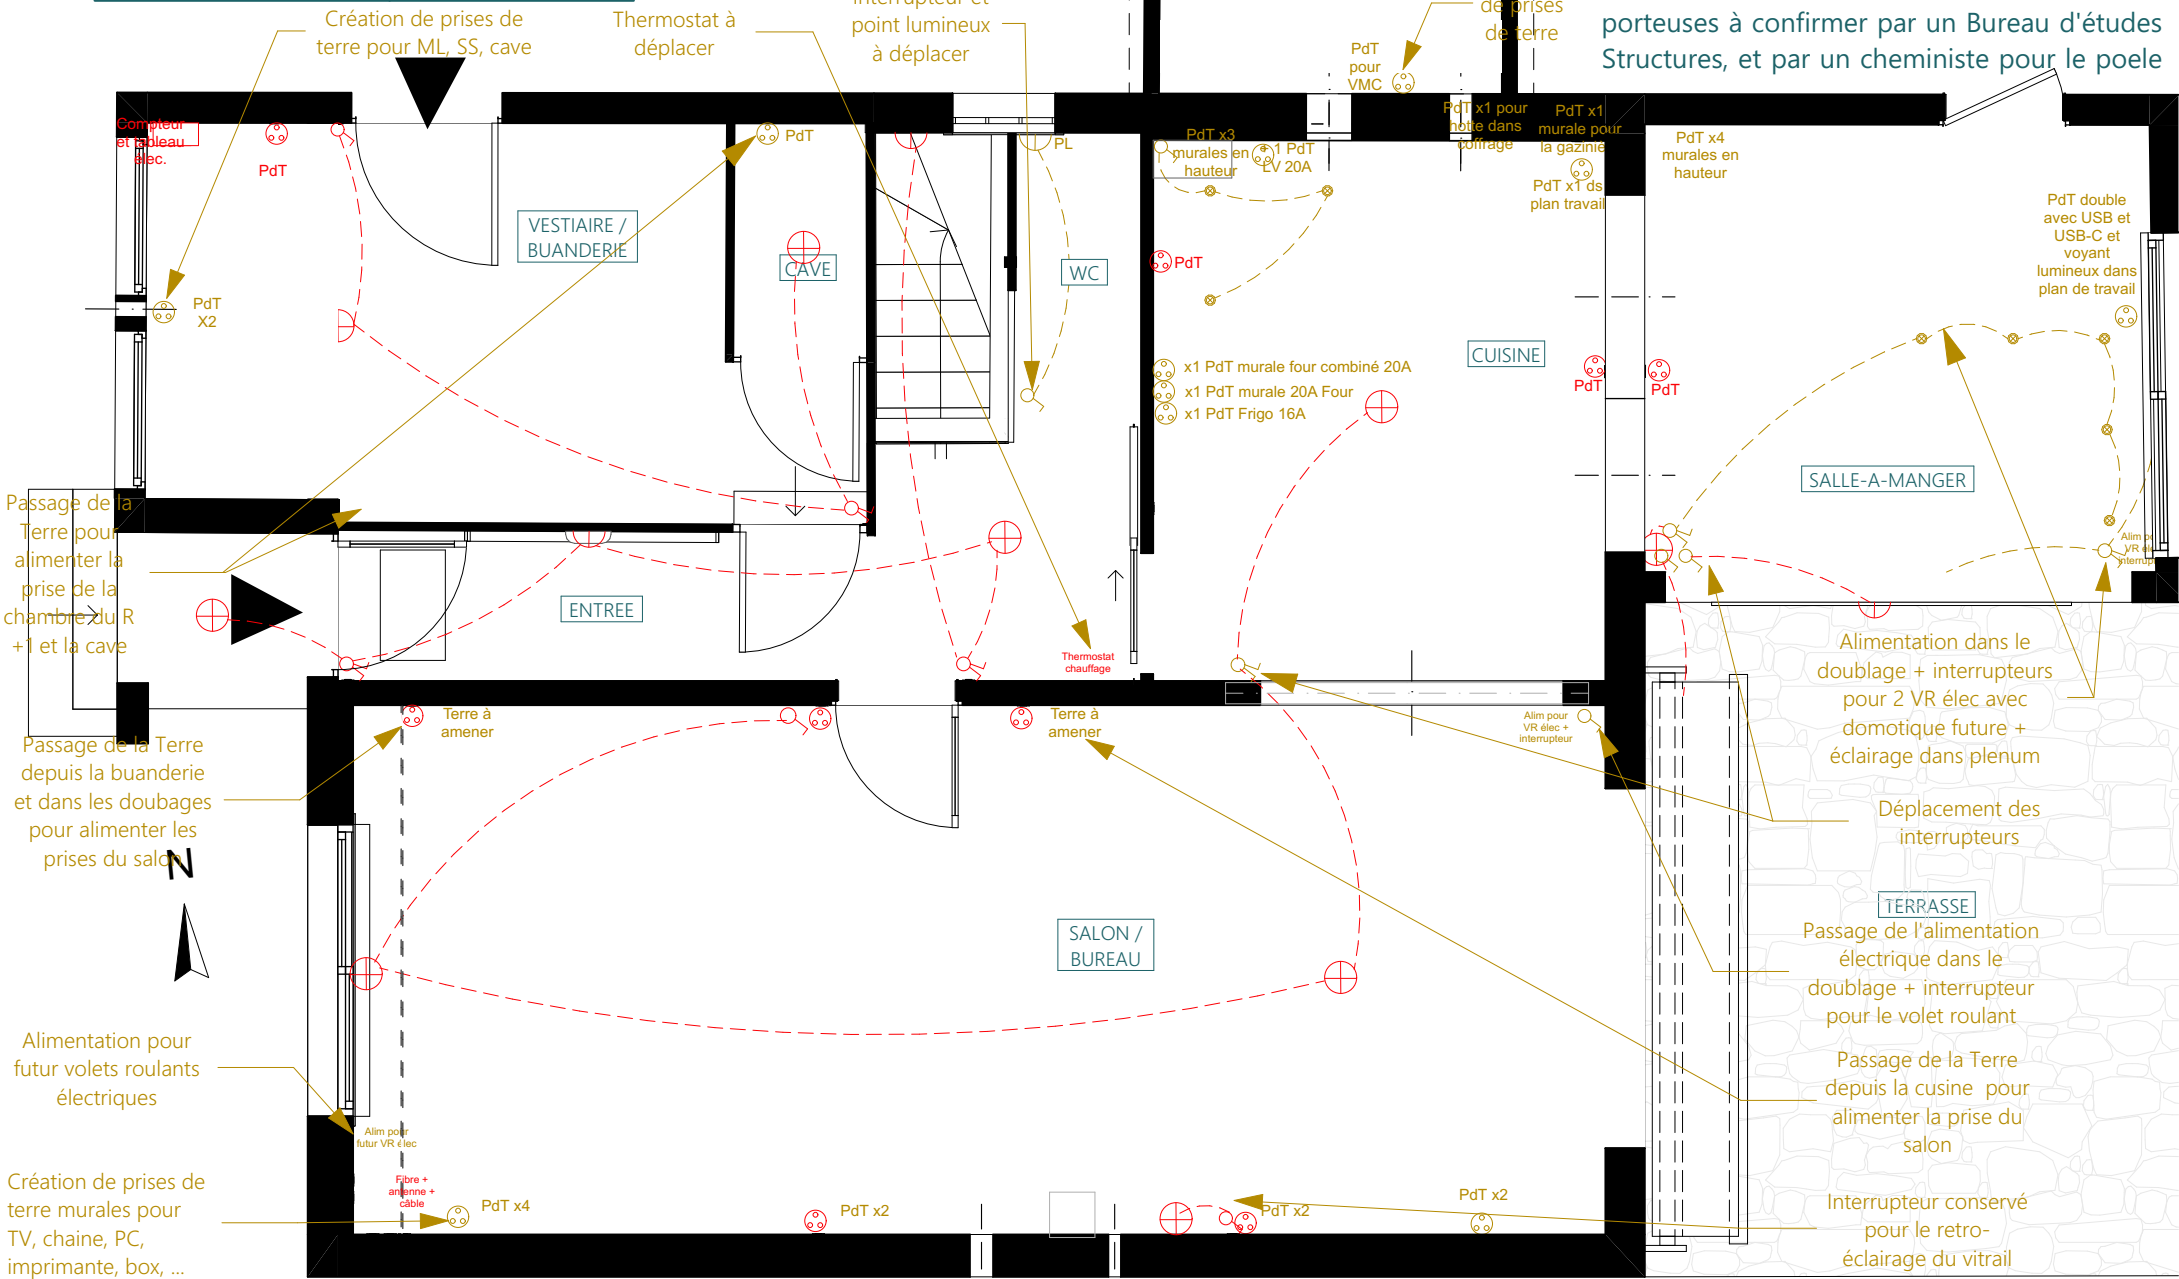 Création de prises de
terre pour ML, SS, cave
Thermostat à
déplacer
Interrupteur et
point lumineux
à déplacer
de prises
de terre
PdT
pour
VMC
porteuses à confirmer par un Bureau d'études
Structures, et par un cheministe pour le poele
Compteur
et tableau
élec.
PdT
PdT
PL
PdT x3
murales en
hauteur
+ 1 PdT
LV 20A
PdT x1 pour
hotte dans
coffrage
PdT x1
murale pour
la gazinié
PdT x1 ds
plan travail
PdT x4
murales en
hauteur
PdT double
avec USB et
USB-C et
voyant
lumineux dans
plan de travail
VESTIAIRE /
BUANDERIE
CAVE
WC
PdT
PdT
X2
CUISINE
x1 PdT murale four combiné 20A
x1 PdT murale 20A Four
x1 PdT Frigo 16A
PdT
PdT
SALLE-A-MANGER
Passage de la
Terre pour
alimenter la
prise de la
chambre du R
+1 et la cave
ENTREE
Thermostat
chauffage
Alimentation dans le
doublage + interrupteurs
pour 2 VR élec avec
domotique future +
éclairage dans plenum
Terre à
amener
Terre à
amener
Alim pour
VR élec +
interrupteur
Passage de la Terre
depuis la buanderie
et dans les doubages
pour alimenter les
prises du salon
Déplacement des
interrupteurs
N
TERRASSE
SALON /
BUREAU
Passage de l'alimentation
électrique dans le
doublage + interrupteur
pour le volet roulant
Alimentation pour
futur volets roulants
électriques
Passage de la Terre
depuis la cusine pour
alimenter la prise du
salon
Alim pour
futur VR élec
Fibre +
antenne +
câble
Création de prises de
terre murales pour
TV, chaine, PC,
imprimante, box, ...
PdT x4
PdT x2
PdT x2
PdT x2
Interrupteur conservé
pour le retro-
éclairage du vitrail